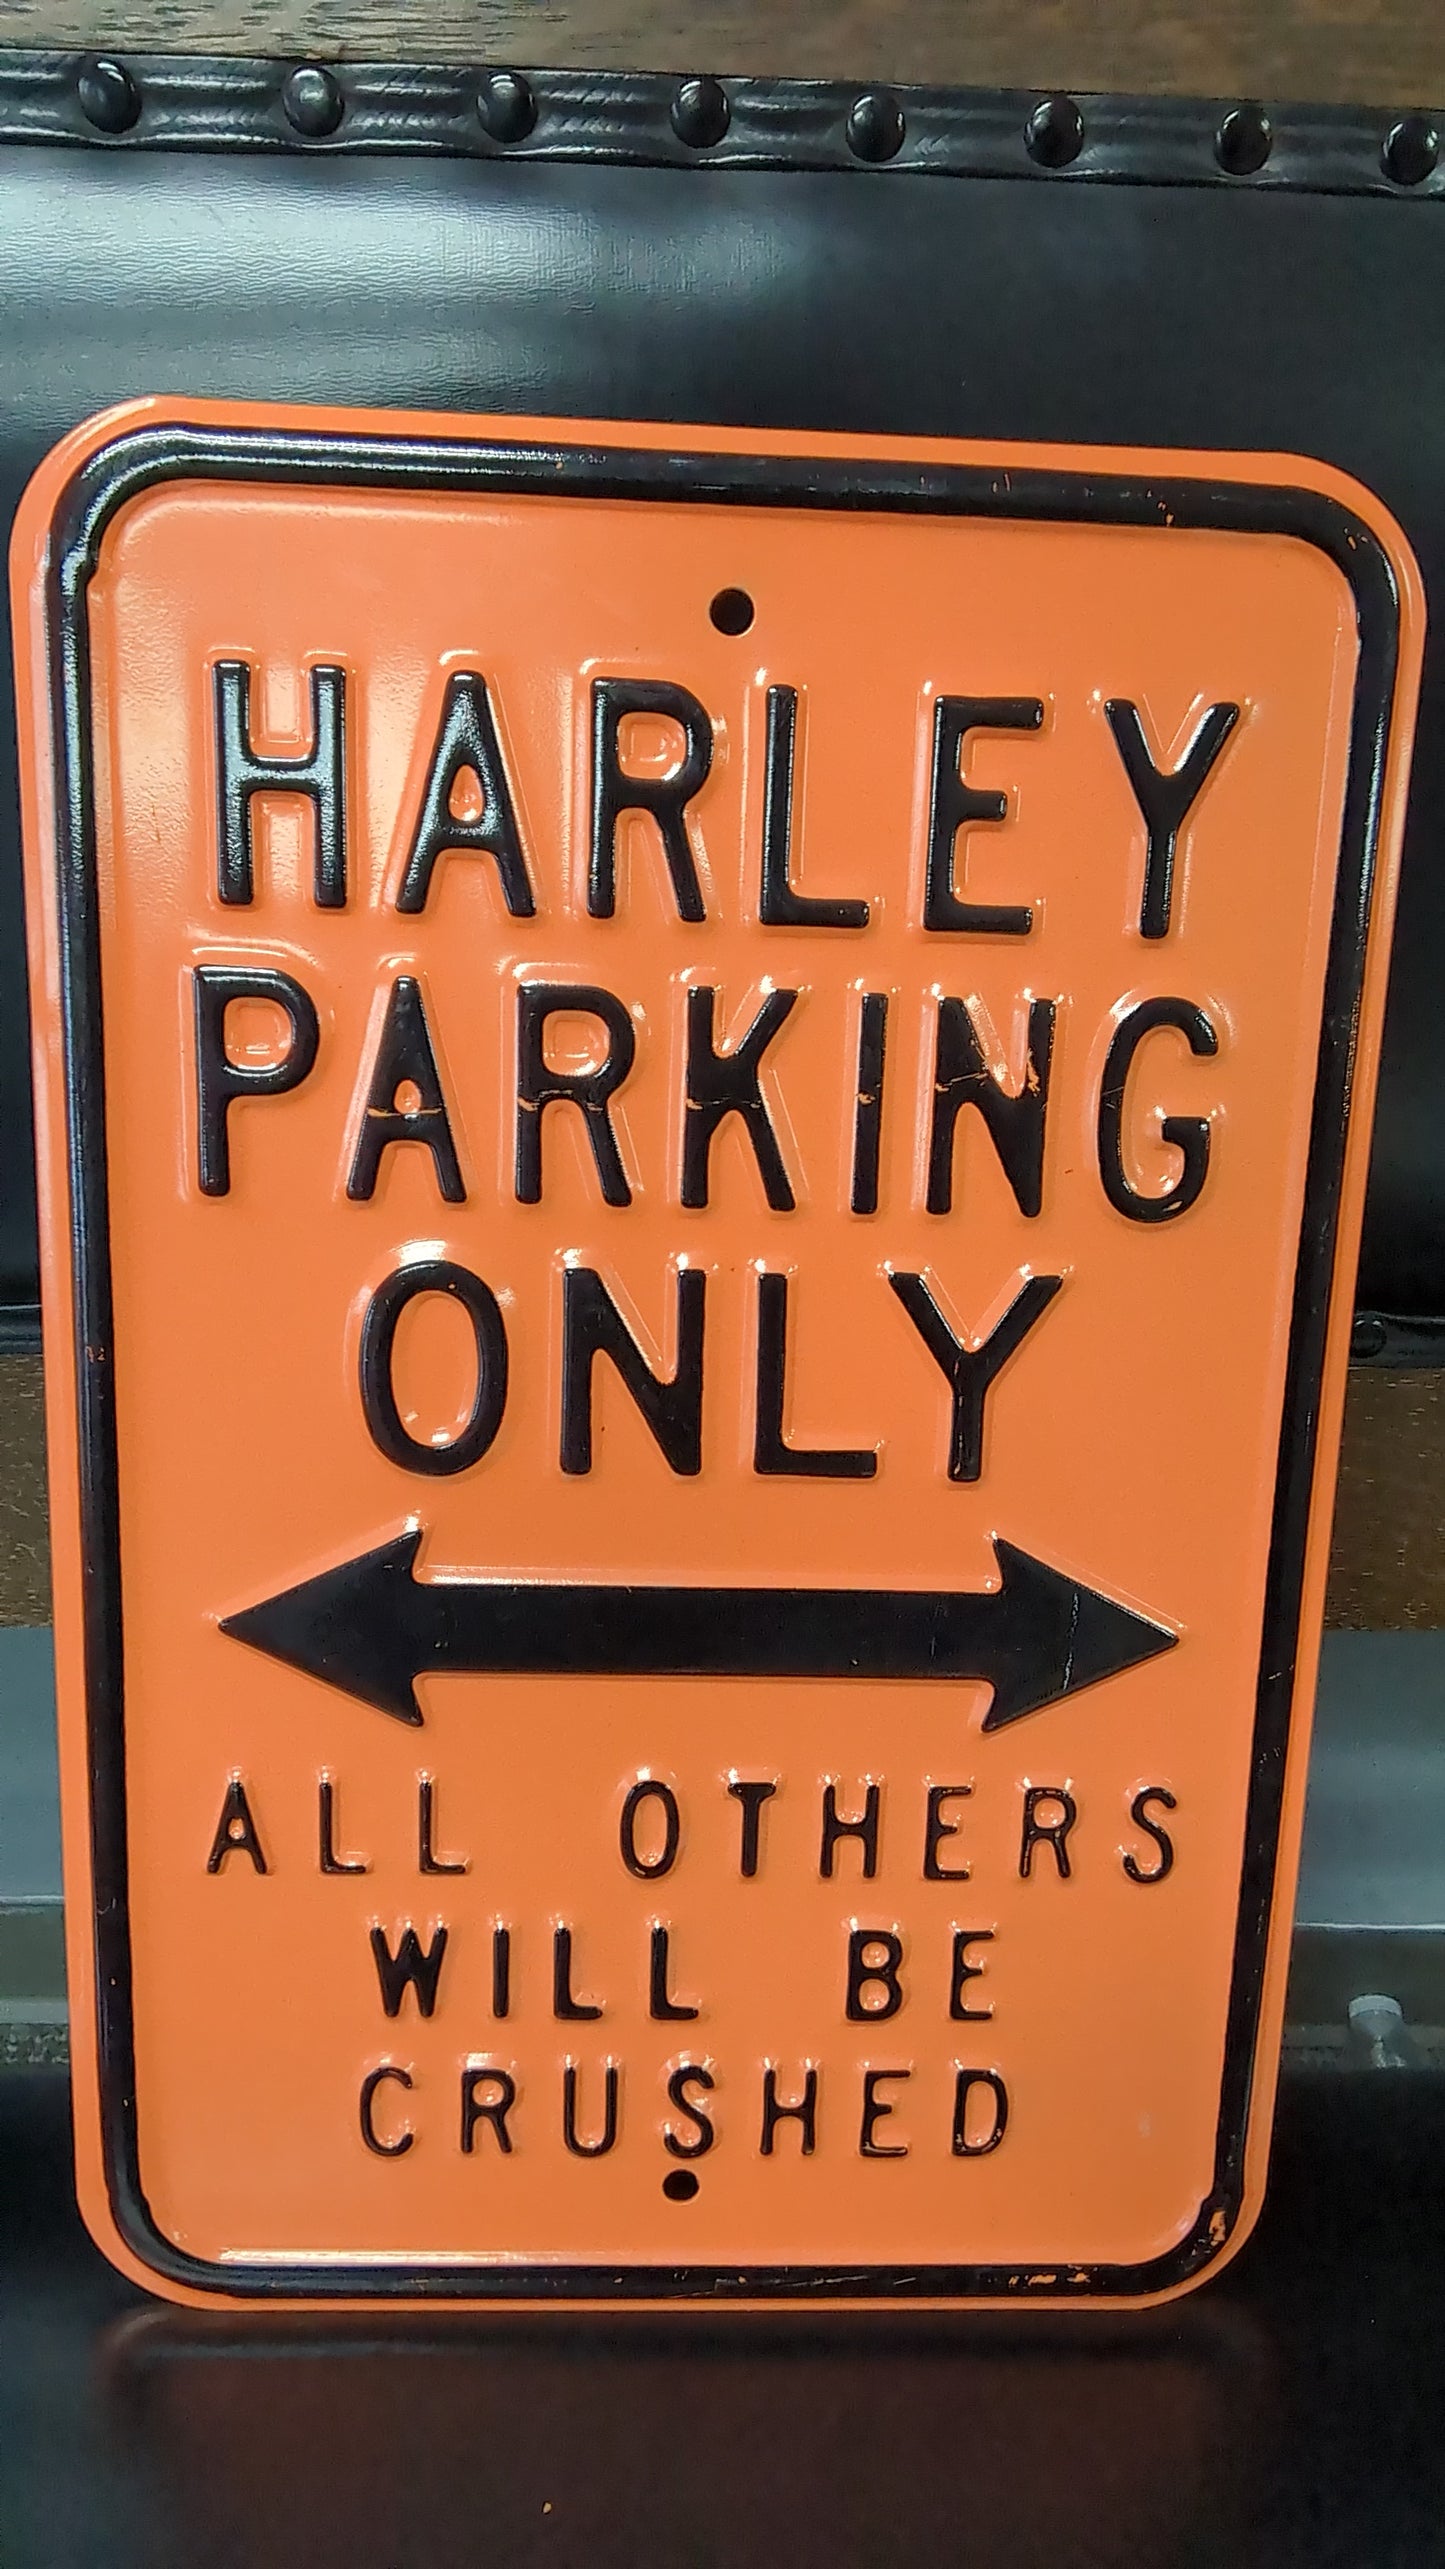 HARLEY
PARKING
ONLY
ALL OTHERS
WILL BE
CRUSHED